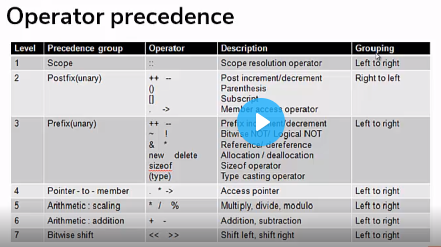 Operator precedence
Level Precedence group Operator Description Grouping
1 Scope :: Scope resolution operator Left to right
2 Postfix(unary) ++ -- Post increment/decrement Right to left
() Parenthesis
[] Subscript
. -> Member access operator
3 Prefix(unary) ++ -- Prefix increment/decrement Left to right
~ ! Bitwise NOT/ Logical NOT
& * Reference/ dereference
new delete Allocation / deallocation
sizeof Sizeof operator
(type) Type casting operator
4 Pointer - to - member . * -> Access pointer Left to right
5 Arithmetic : scaling * / % Multiply, divide, modulo Left to right
6 Arithmetic : addition + - Addition, subtraction Left to right
7 Bitwise shift << >> Shift left, shift right Left to right